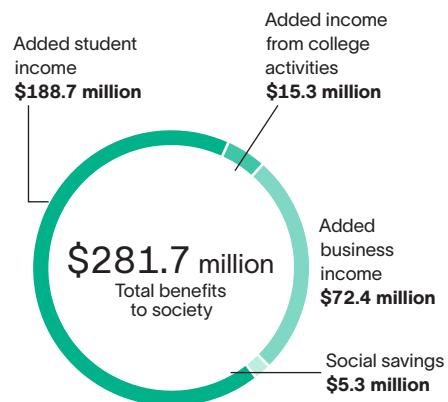 Added student
income
$188.7 million
Added income
from college
activities
$15.3 million
$281.7 million
Total benefits
to society
Added
business
income
$72.4 million
Social savings
$5.3 million